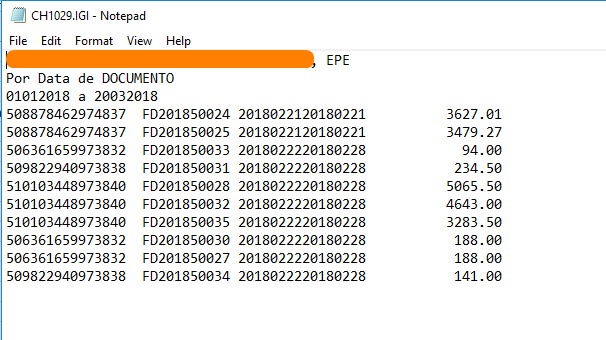 CH1029.IGI - Notepad
File Edit Format View Help
, EPE
Por Data de DOCUMENTO
01012018 a 20032018
508878462974837 FD201850024 2018022120180221 3627.01
508878462974837 FD201850025 2018022120180221 3479.27
506361659973832 FD201850033 2018022220180228 94.00
509822940973838 FD201850031 2018022220180228 234.50
510103448973840 FD201850028 2018022220180228 5065.50
510103448973840 FD201850032 2018022220180228 4643.00
510103448973840 FD201850035 2018022220180228 3283.50
506361659973832 FD201850030 2018022220180228 188.00
506361659973832 FD201850027 2018022220180228 188.00
509822940973838 FD201850034 2018022220180228 141.00